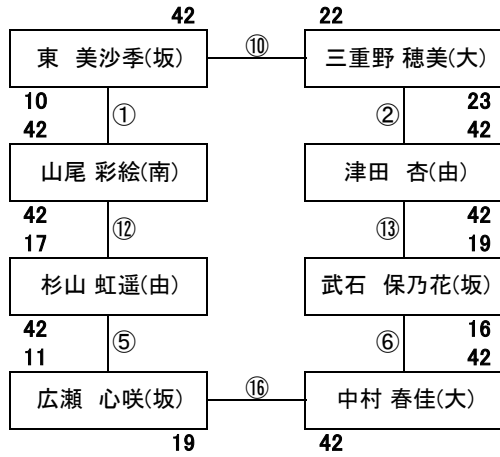 42 22
東 美沙季(坂) ⑩ 三重野 穂美(大)
10 ① ② 23
42 42
山尾 彩絵(南) 津田 杏(由)
42 ⑫ ⑬ 42
17 19
杉山 虹遥(由) 武石 保乃花(坂)
42 ⑤ ⑥ 16
11 42
広瀬 心咲(坂) ⑯ 中村 春佳(大)
19 42